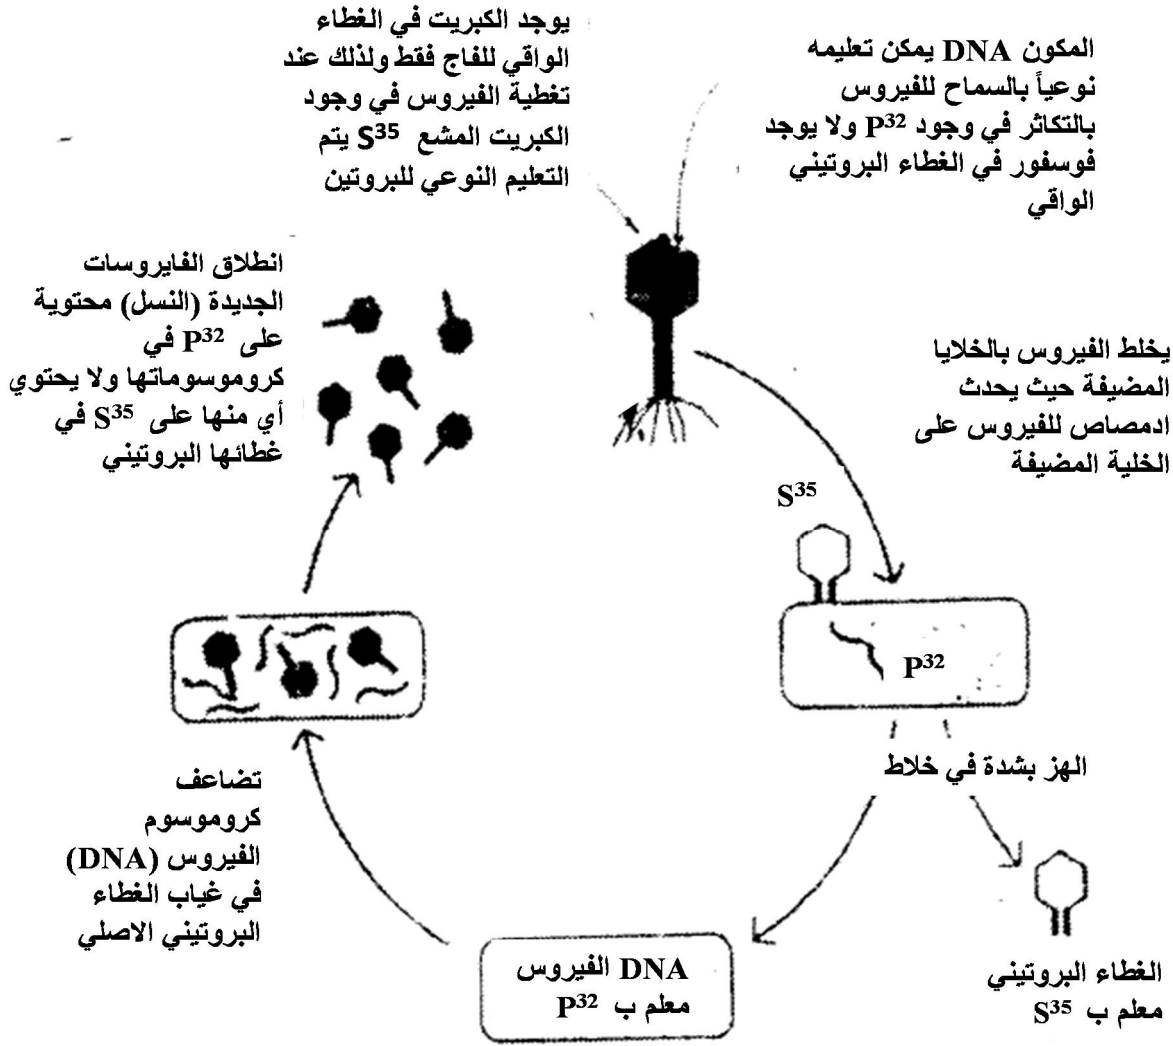 يوجد الكبريت في الغطاء
الواقي للفاج فقط ولذلك عند
تغطية الفيروس في وجود
الكبريت المشع S³⁵ يتم
التعليم النوعي للبروتين
المكون DNA يمكن تعليمه
نوعياً بالسماح للفيروس
بالتكاثر في وجود P³² ولا يوجد
فوسفور في الغطاء البروتيني
الواقي
يخلط الفيروس بالخلايا
المضيفة حيث يحدث
ادمصاص للفيروس على
الخلية المضيفة
S³⁵
P³²
الهز بشدة في خلاط
الغطاء البروتيني
معلم ب S³⁵
DNA الفيروس
معلم ب P³²
تضاعف
كروموسوم
الفيروس (DNA)
في غياب الغطاء
البروتيني الاصلي
انطلاق الفايروسات
الجديدة (النسل) محتوية
على P³² في
كروموسوماتها ولا يحتوي
أي منها على S³⁵ في
غطائها البروتيني